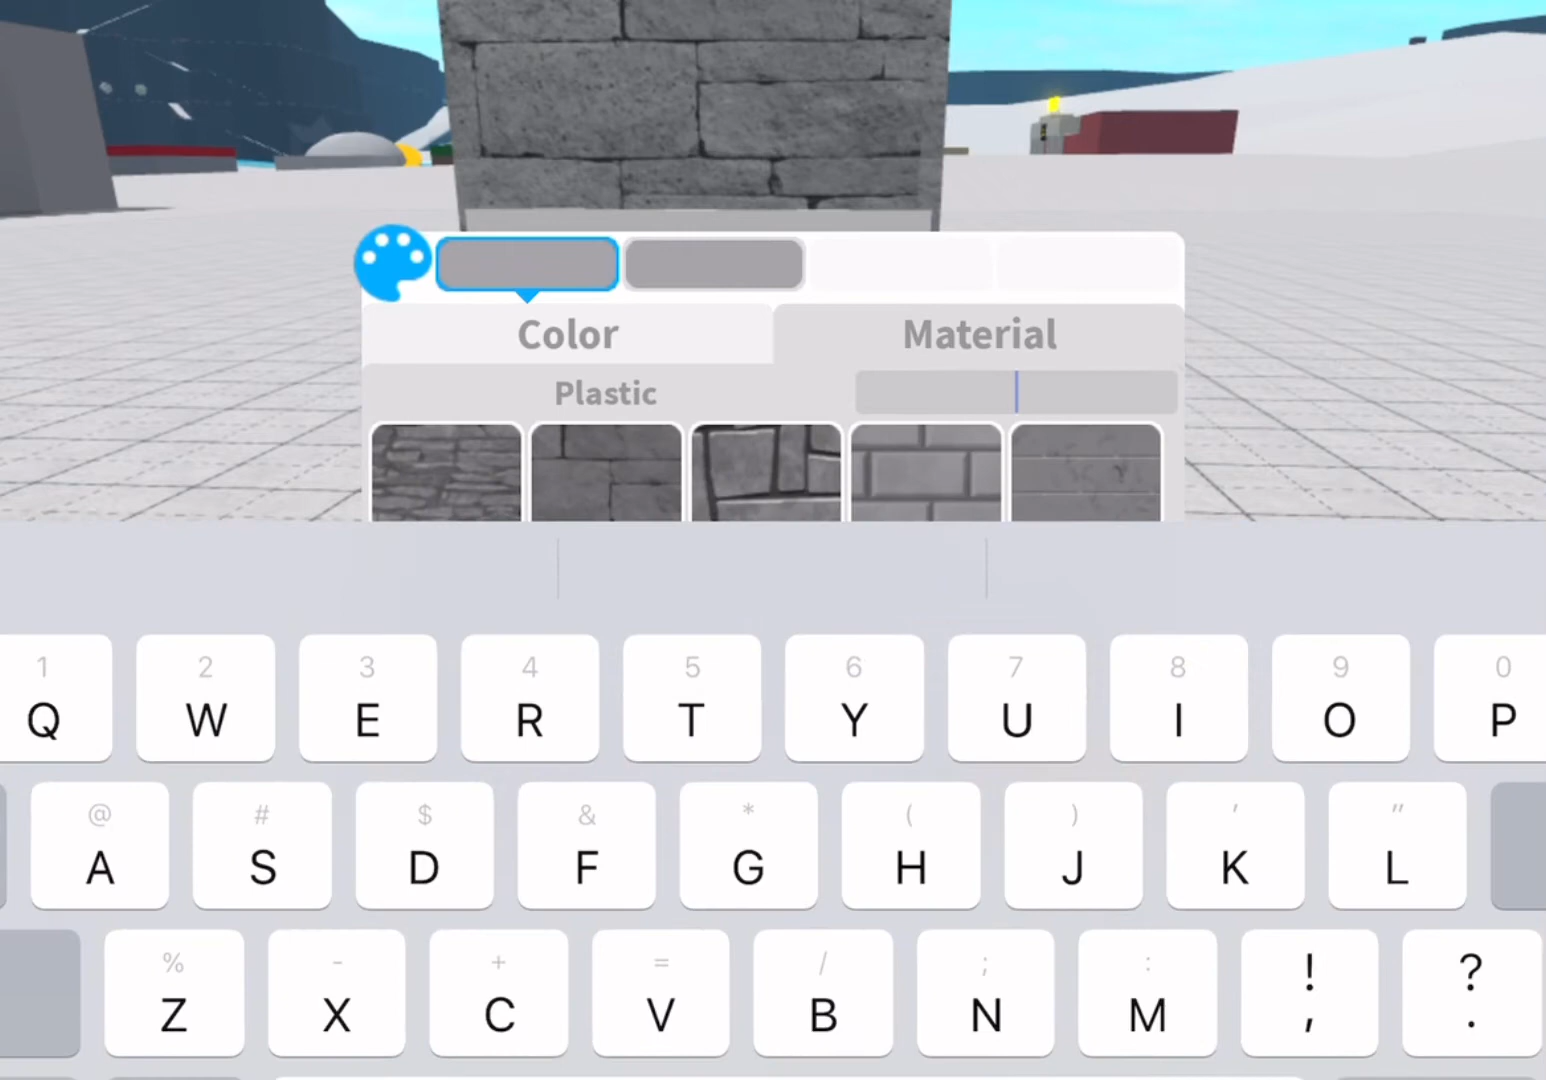 Color Material
Plastic
1 2 3 4 5 6 7 8 9 0
Q W E R T Y U I O P
@ # $ & * ( ) ' "
A S D F G H J K L
% - + = / ; : ! ?
Z X C V B N M , .